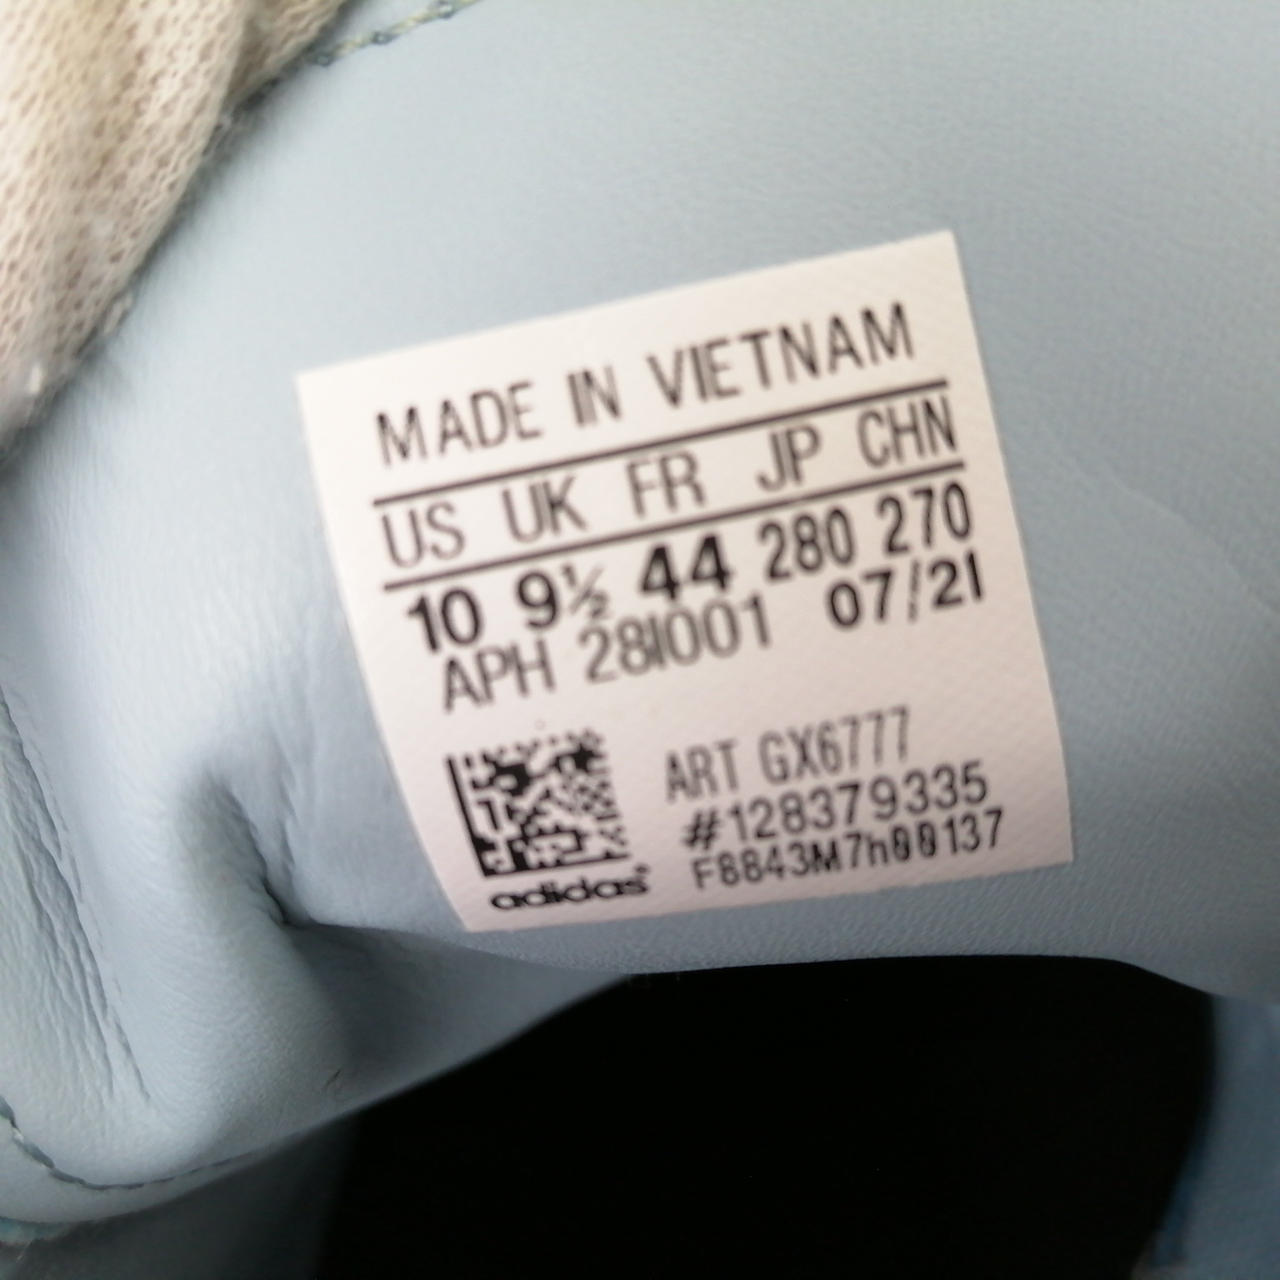 MADE IN VIETNAM
US UK FR JP CHN
10 9½ 44 280 270
APH 28I001 07/21
ART GX6777
#128379335
F8843M7h00137
adidas